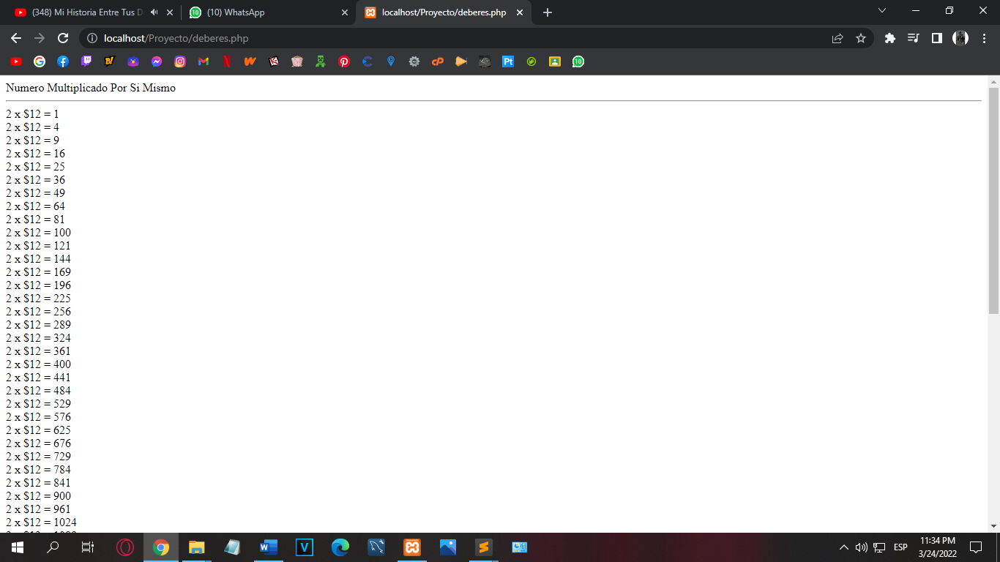 (348) Mi Historia Entre Tus D
(10) WhatsApp
localhost/Proyecto/deberes.php
localhost/Proyecto/deberes.php
Numero Multiplicado Por Si Mismo
2 x $12 = 1
2 x $12 = 4
2 x $12 = 9
2 x $12 = 16
2 x $12 = 25
2 x $12 = 36
2 x $12 = 49
2 x $12 = 64
2 x $12 = 81
2 x $12 = 100
2 x $12 = 121
2 x $12 = 144
2 x $12 = 169
2 x $12 = 196
2 x $12 = 225
2 x $12 = 256
2 x $12 = 289
2 x $12 = 324
2 x $12 = 361
2 x $12 = 400
2 x $12 = 441
2 x $12 = 484
2 x $12 = 529
2 x $12 = 576
2 x $12 = 625
2 x $12 = 676
2 x $12 = 729
2 x $12 = 784
2 x $12 = 841
2 x $12 = 900
2 x $12 = 961
2 x $12 = 1024
ESP
11:34 PM
3/24/2022